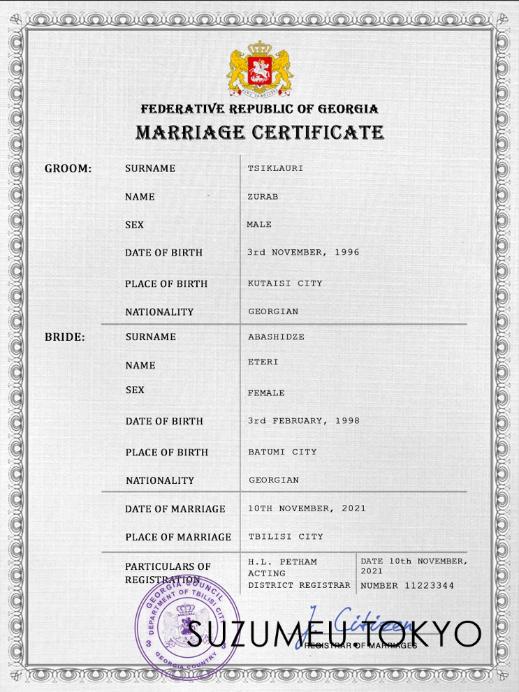 FEDERATIVE REPUBLIC OF GEORGIA
MARRIAGE CERTIFICATE
GROOM: SURNAME TSIKLAURI
NAME ZURAB
SEX MALE
DATE OF BIRTH 3rd NOVEMBER, 1996
PLACE OF BIRTH KUTAISI CITY
NATIONALITY GEORGIAN
BRIDE: SURNAME ABASHIDZE
NAME ETERI
SEX FEMALE
DATE OF BIRTH 3rd FEBRUARY, 1998
PLACE OF BIRTH BATUMI CITY
NATIONALITY GEORGIAN
DATE OF MARRIAGE 10TH NOVEMBER, 2021
PLACE OF MARRIAGE TBILISI CITY
PARTICULARS OF
REGISTRATION
H.L. PETHAM
ACTING
DISTRICT REGISTRAR
DATE 10th NOVEMBER,
2021
NUMBER 11223344
GEORGIA COUNCIL
DEPARTMENT OF TBILISI CITY
GEORGIA COUNTRY
J. Citizen
SUZUMEU.TOKYO
REGISTRAR OF MARRIAGES